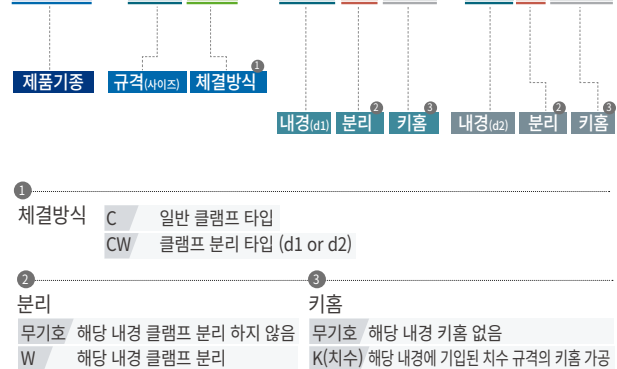 제품기종 규격(사이즈) 체결방식 1
내경(d1) 분리 2 키홈 3 내경(d2) 분리 2 키홈 3
1
체결방식 C 일반 클램프 타입
CW 클램프 분리 타입 (d1 or d2)
2 3
분리 키홈
무기호 해당 내경 클램프 분리 하지 않음 무기호 해당 내경 키홈 없음
W 해당 내경 클램프 분리 K(치수) 해당 내경에 기입된 치수 규격의 키홈 가공